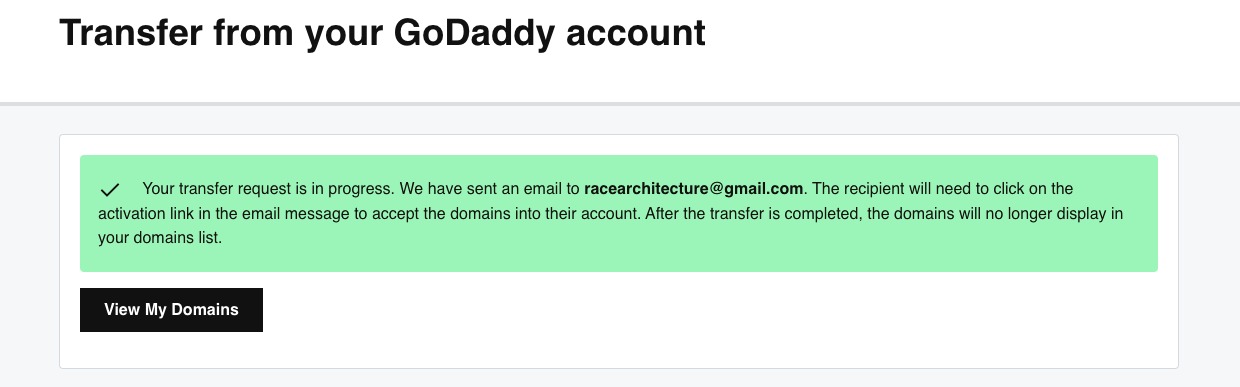 Transfer from your GoDaddy account
Your transfer request is in progress. We have sent an email to racearchitecture@gmail.com. The recipient will need to click on the
activation link in the email message to accept the domains into their account. After the transfer is completed, the domains will no longer display in
your domains list.
View My Domains